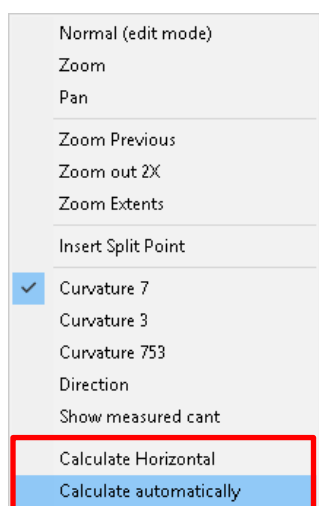 Normal (edit mode)
Zoom
Pan
Zoom Previous
Zoom out 2X
Zoom Extents
Insert Split Point
Curvature 7
Curvature 3
Curvature 753
Direction
Show measured cant
Calculate Horizontal
Calculate automatically